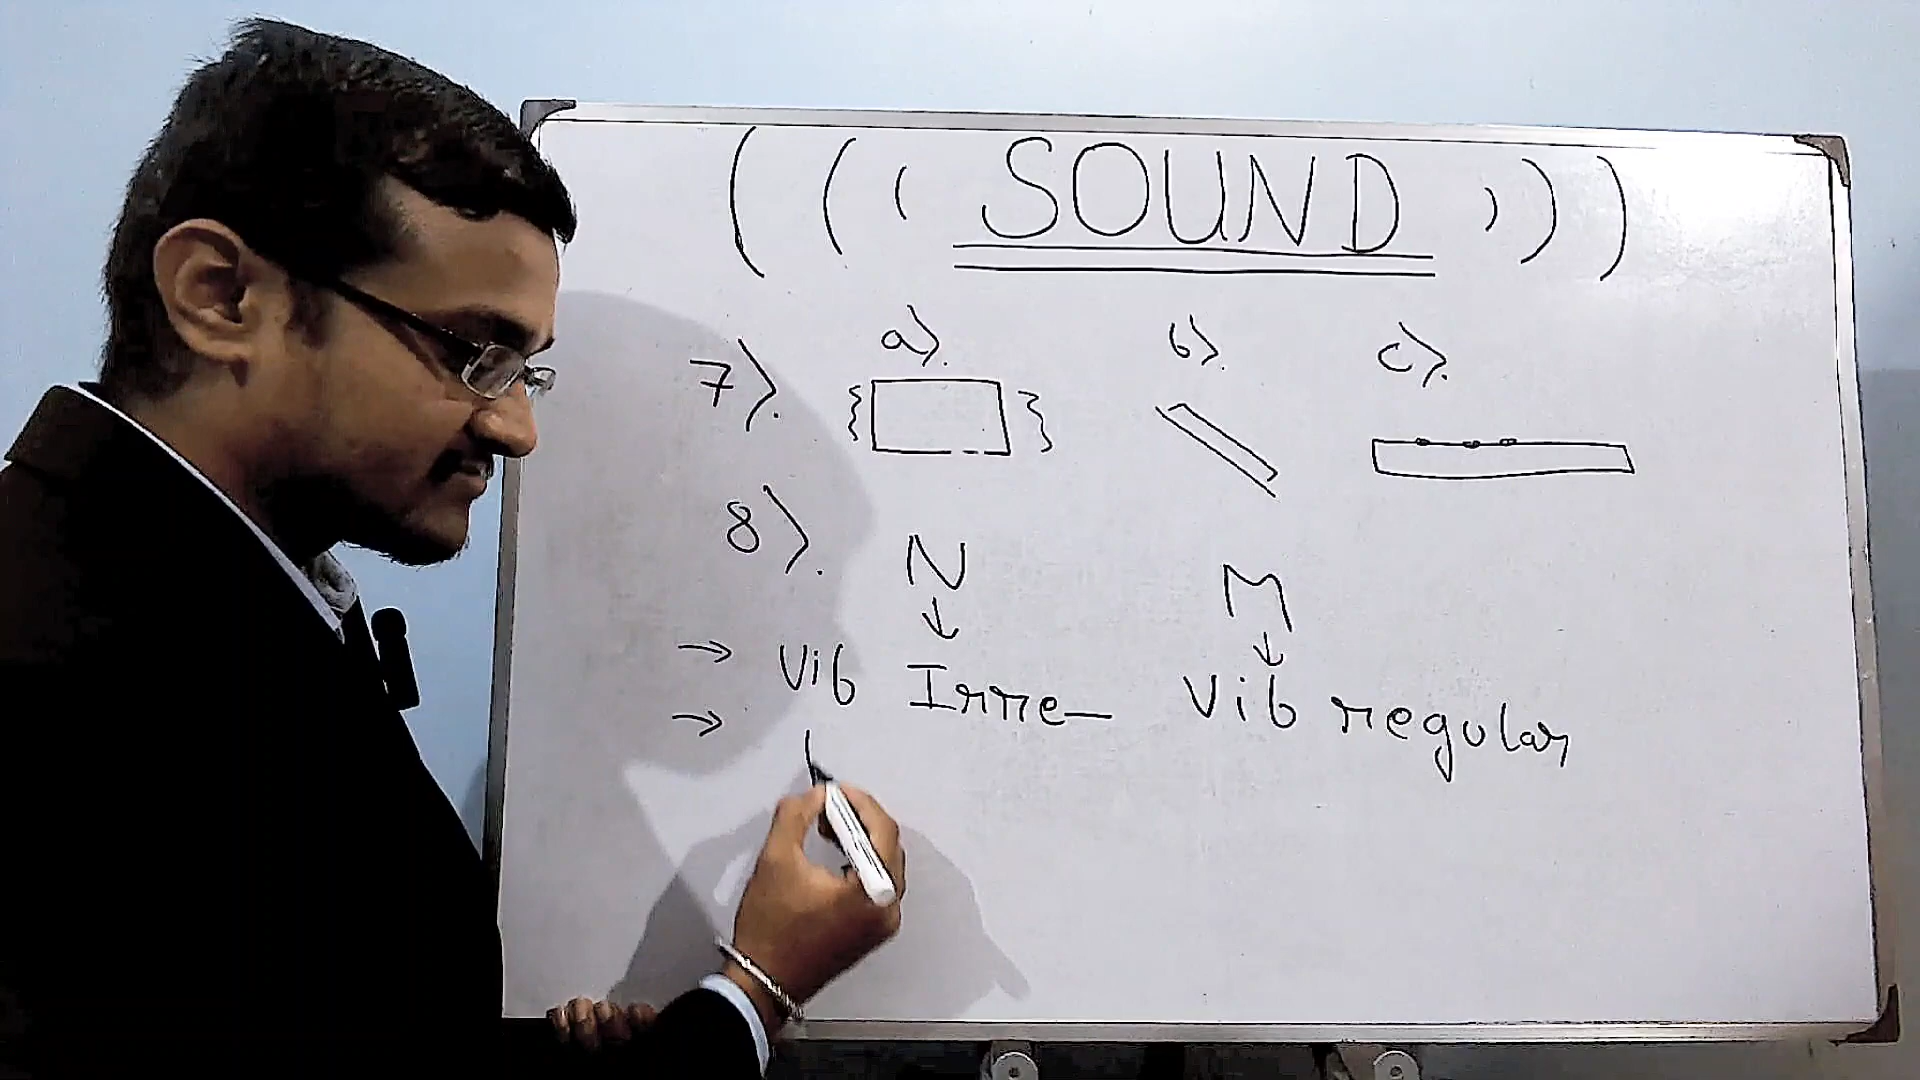 SOUND
7). a). b). c).
8). N M
→ Vib Irre— Vib regular
→